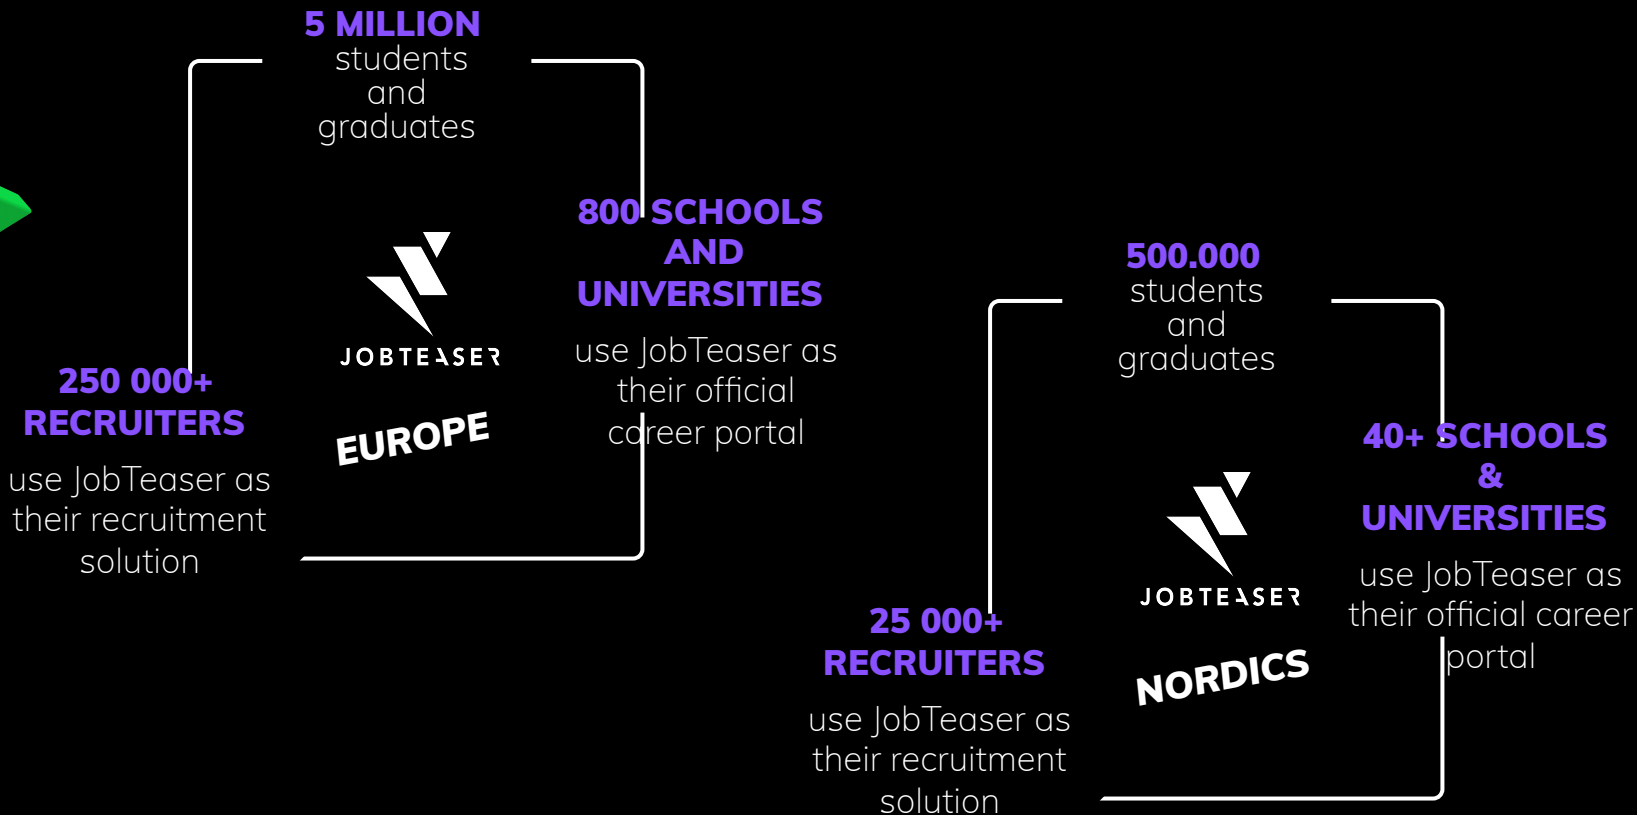 5 MILLION
students
and
graduates
800 SCHOOLS
AND
UNIVERSITIES
use JobTeaser as
their official
career portal
JOBTEASER
EUROPE
250 000+
RECRUITERS
use JobTeaser as
their recruitment
solution
500.000
students
and
graduates
40+ SCHOOLS
&
UNIVERSITIES
use JobTeaser as
their official career
portal
JOBTEASER
NORDICS
25 000+
RECRUITERS
use JobTeaser as
their recruitment
solution